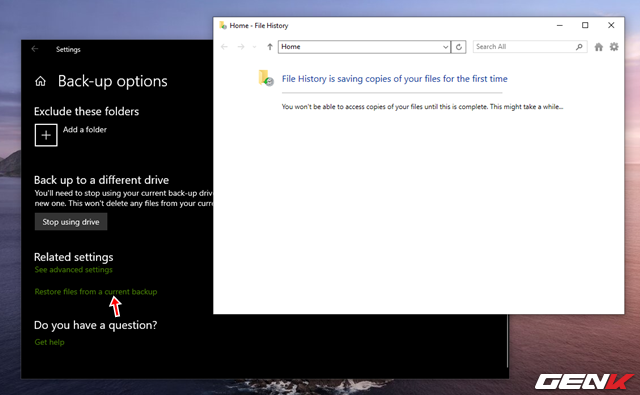 Settings
Back-up options
Exclude these folders
Add a folder
Back up to a different drive
You'll need to stop using your current back-up driv
new one. This won't delete any files from your curre
Stop using drive
Related settings
See advanced settings
Restore files from a current backup
Do you have a question?
Get help
Home - File History
Home
Search All
File History is saving copies of your files for the first time
You won't be able to access copies of your files until this is complete. This might take a while...
GENK